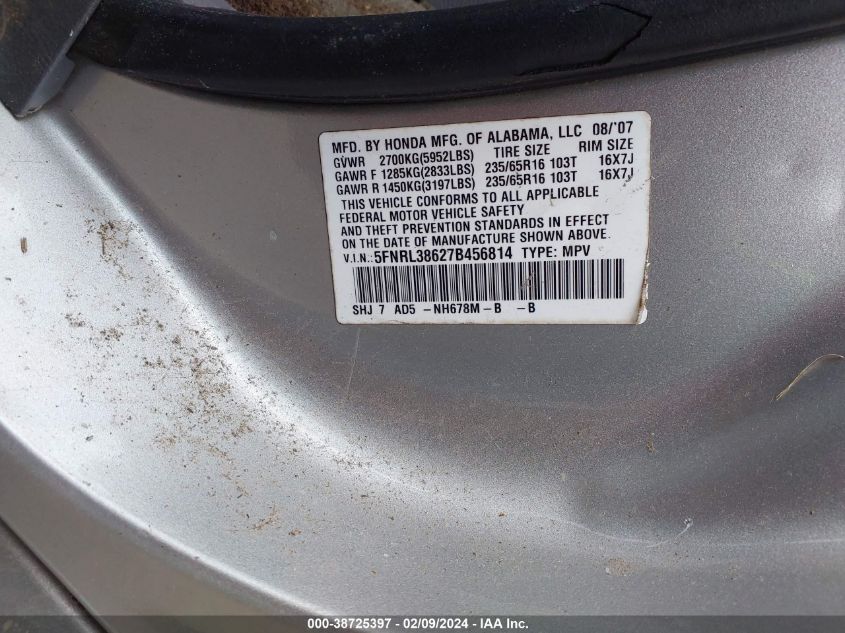 MFD. BY HONDA MFG. OF ALABAMA, LLC 08/'07
GVWR 2700KG(5952LBS) TIRE SIZE RIM SIZE
GAWR F 1285KG(2833LBS) 235/65R16 103T 16X7J
GAWR R 1450KG(3197LBS) 235/65R16 103T 16X7J
THIS VEHICLE CONFORMS TO ALL APPLICABLE
FEDERAL MOTOR VEHICLE SAFETY
AND THEFT PREVENTION STANDARDS IN EFFECT
ON THE DATE OF MANUFACTURE SHOWN ABOVE.
V.I.N.: 5FNRL38627B456814 TYPE: MPV
SHJ 7 AD5 -NH678M-B -B
000-38725397 - 02/09/2024 - IAA Inc.